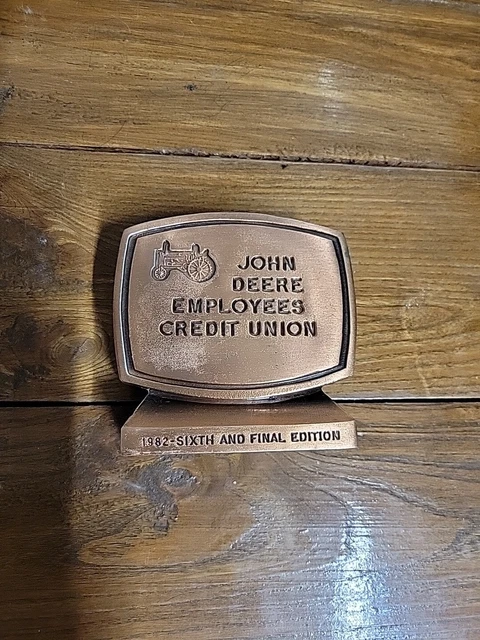 JOHN
DEERE
EMPLOYEES
CREDIT UNION
1982-SIXTH AND FINAL EDITION